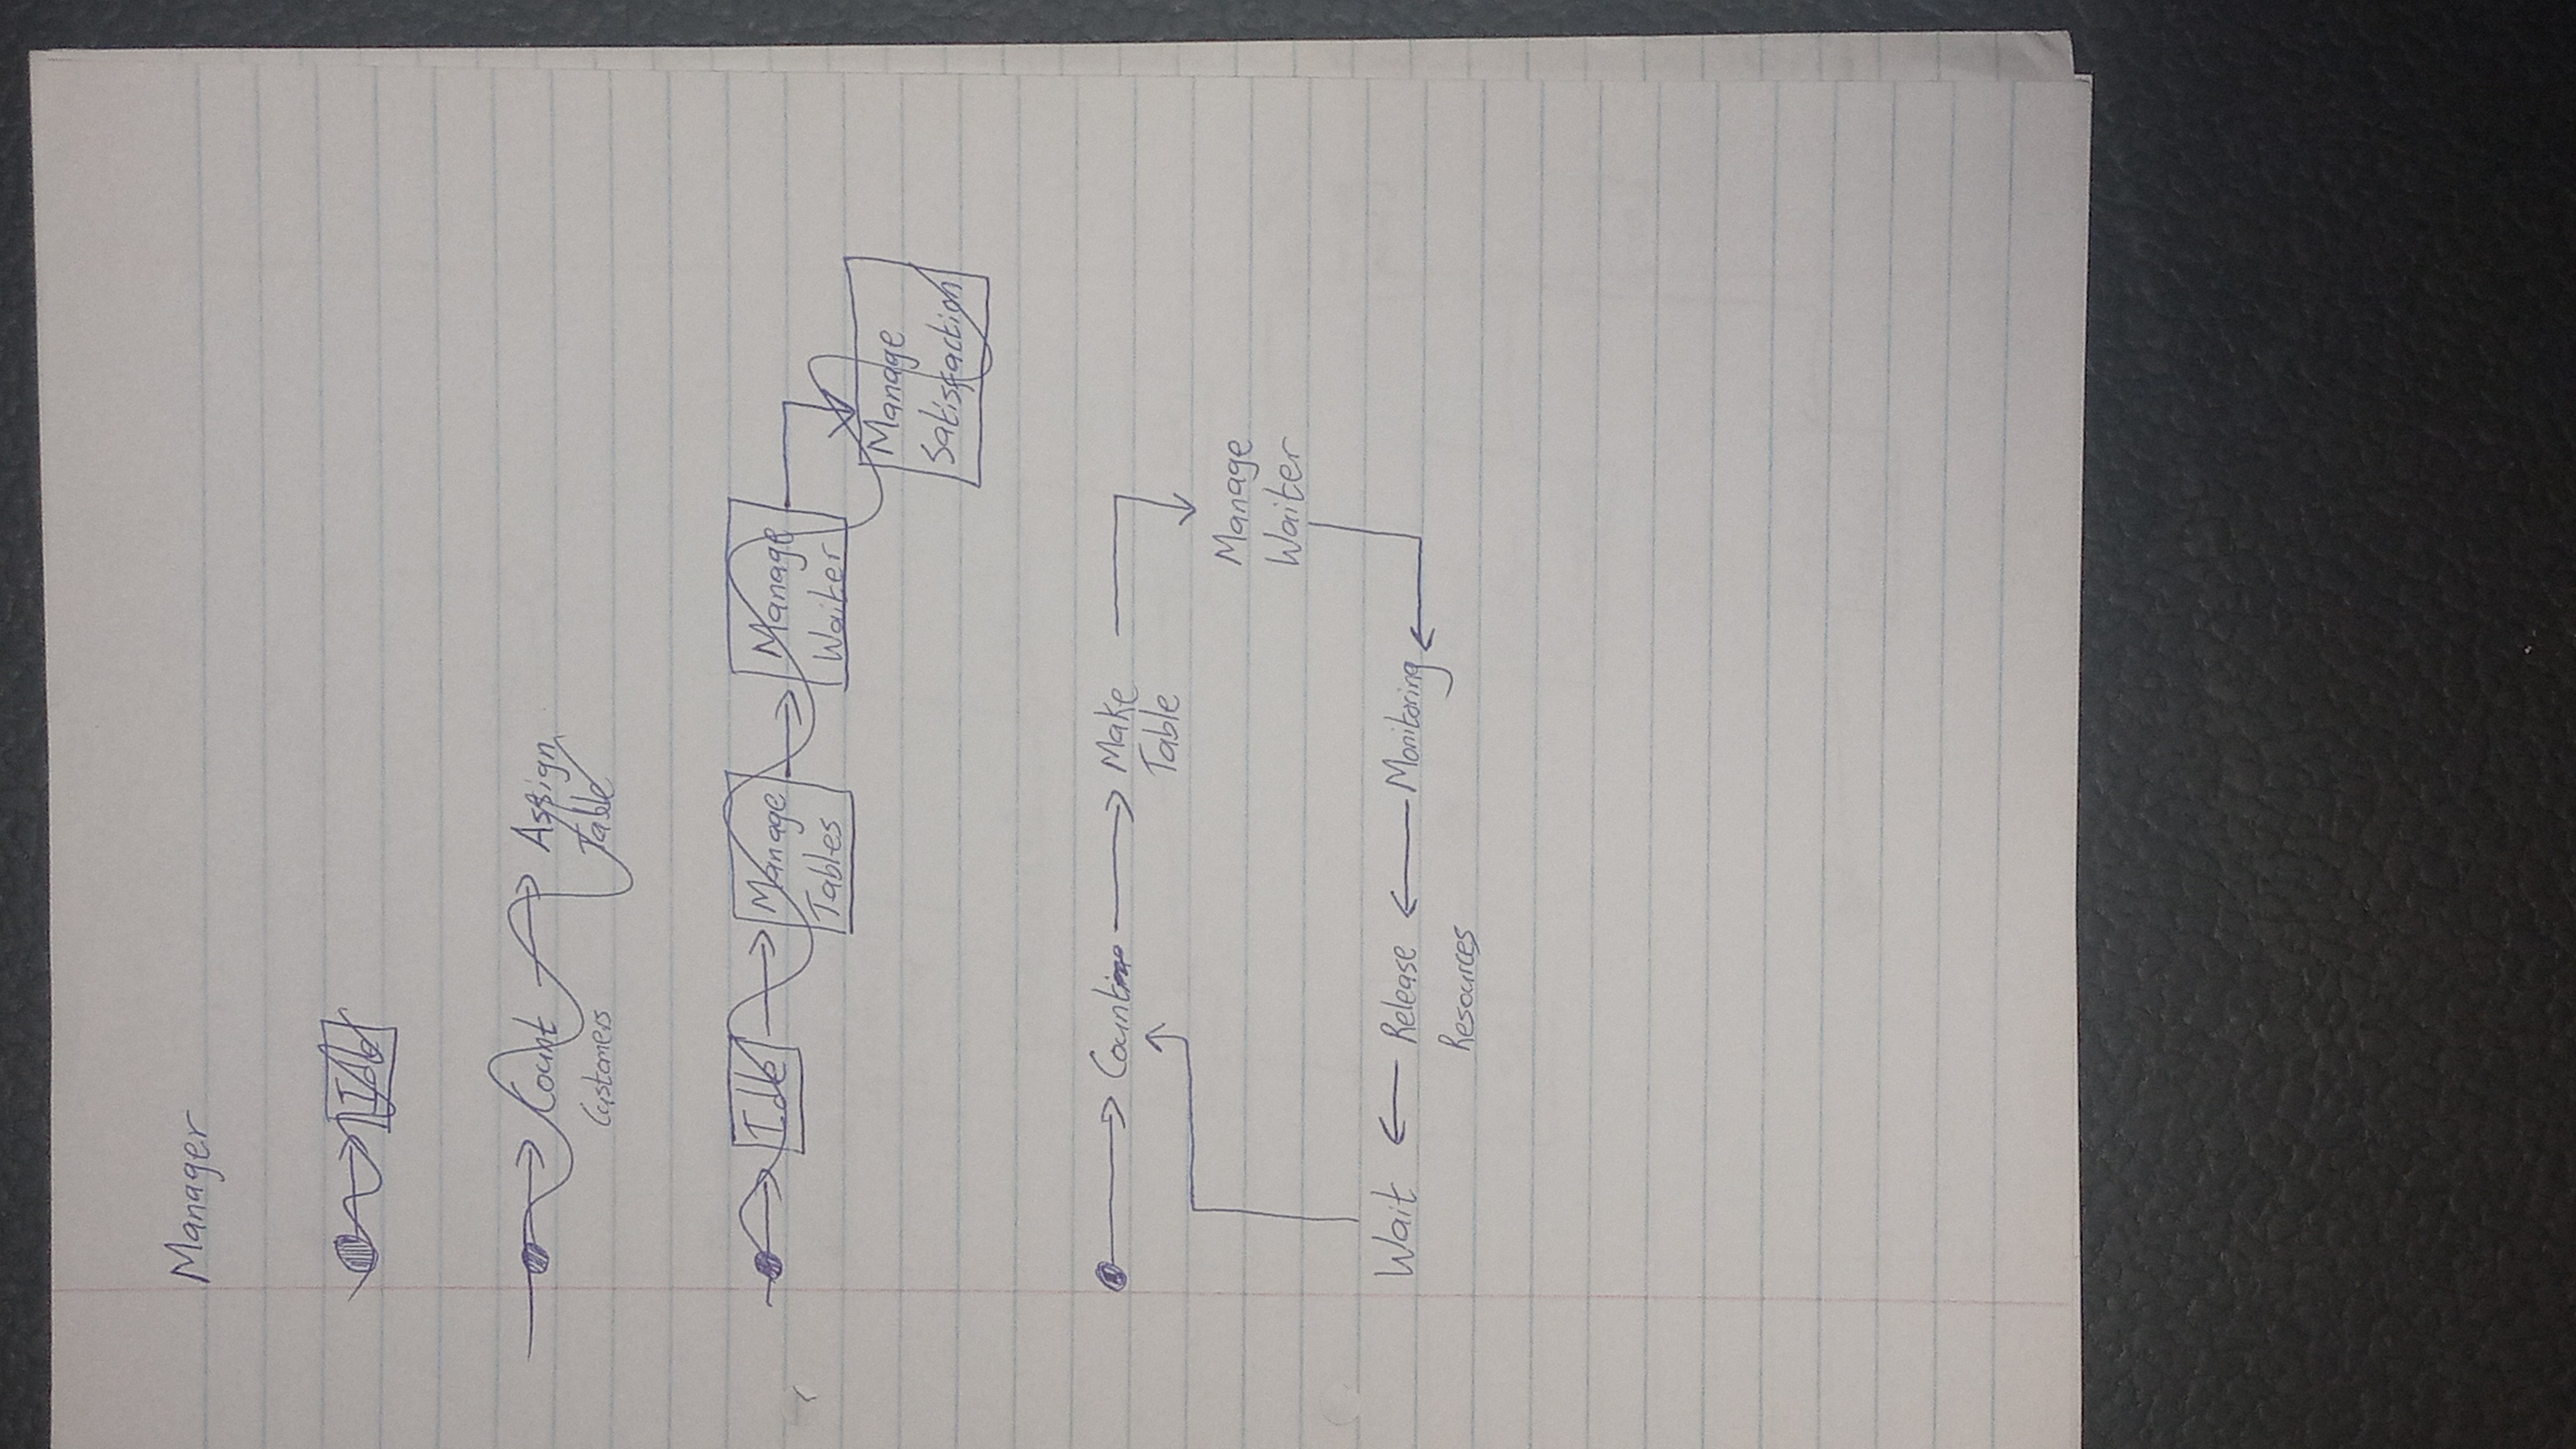 Manager
Idle
Count
Customers
Assign
Table
Idle
Manage
Tables
Manage
Waiter
Manage
Satisfaction
Make
Table
Manage
Waiter
Wait
Release
Resources
Monitoring